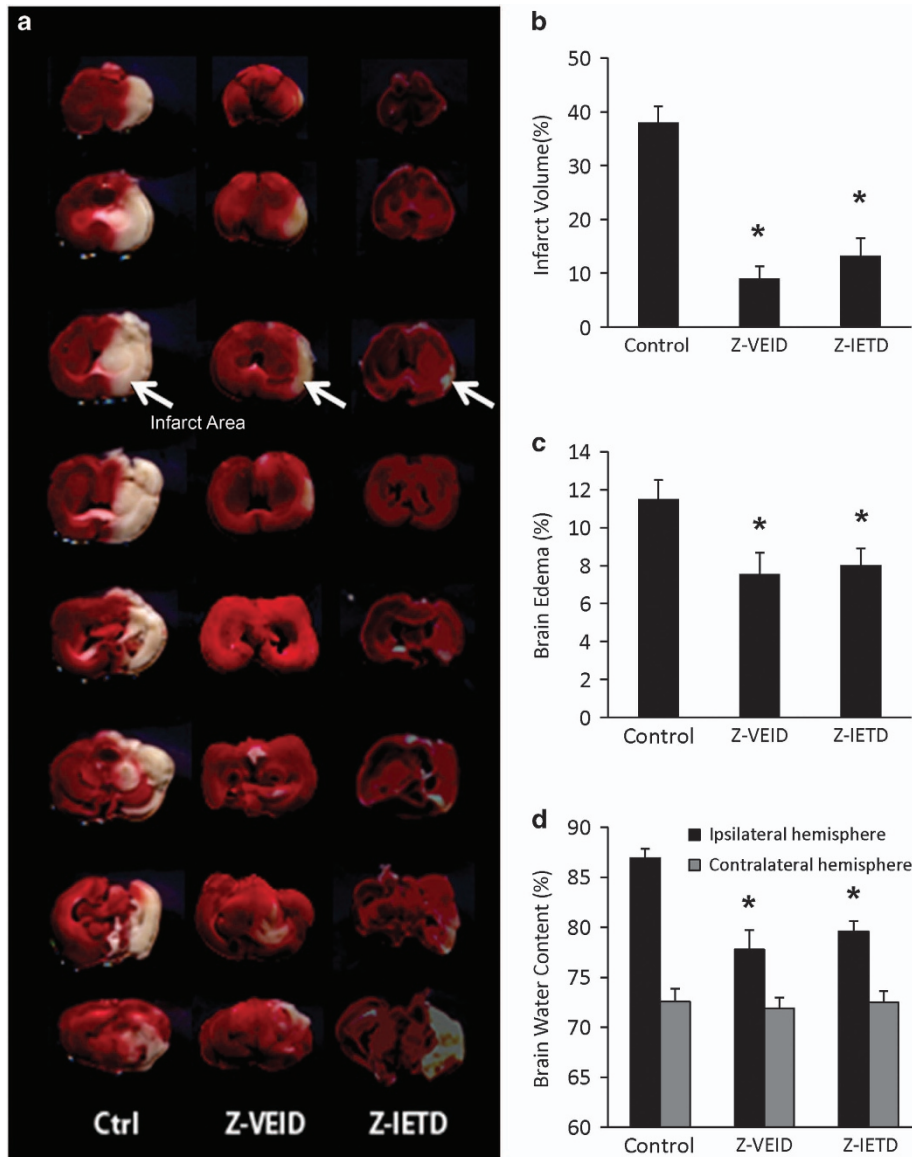 a
Infarct Area
Ctrl Z-VEID Z-IETD
b
50
40
30
20
10
0
Infarct Volume(%)
* *
Control Z-VEID Z-IETD
c
14
12
10
8
6
4
2
0
Brain Edema (%)
* *
Control Z-VEID Z-IETD
d
90
85
80
75
70
65
60
Brain Water Content (%)
Ipsilateral hemisphere
Contralateral hemisphere
* *
Control Z-VEID Z-IETD